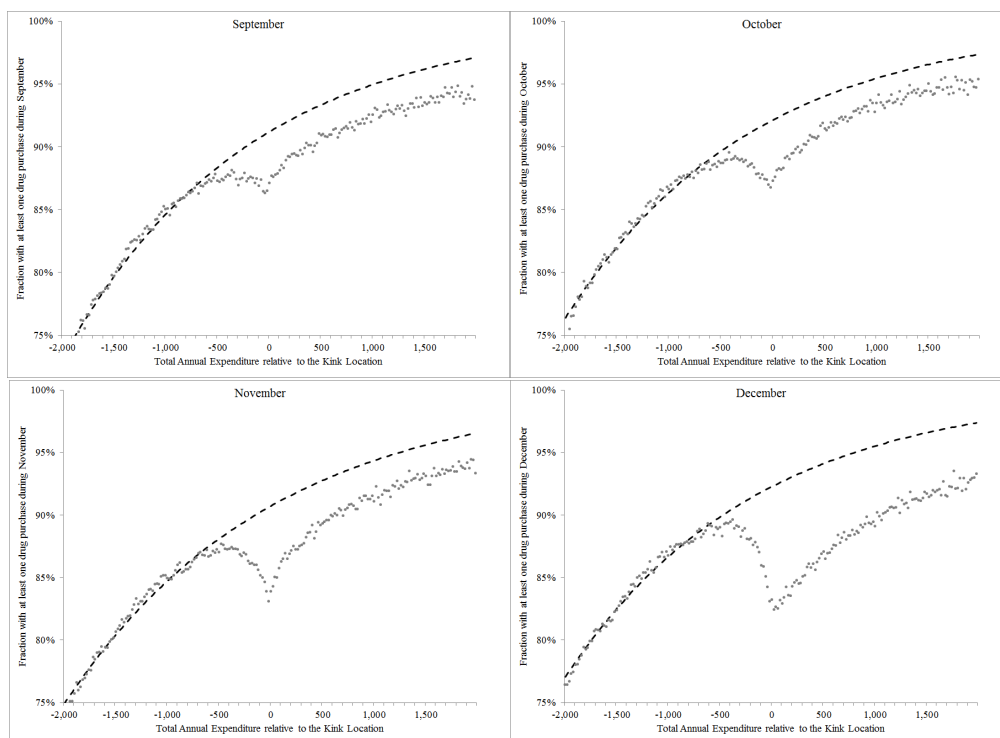 September
Fraction with at least one drug purchase during September
100%
95%
90%
85%
80%
75%
-2,000 -1,500 -1,000 -500 0 500 1,000 1,500
Total Annual Expenditure relative to the Kink Location
October
Fraction with at least one drug purchase during October
100%
95%
90%
85%
80%
75%
-2,000 -1,500 -1,000 -500 0 500 1,000 1,500
Total Annual Expenditure relative to the Kink Location
November
Fraction with at least one drug purchase during November
100%
95%
90%
85%
80%
75%
-2,000 -1,500 -1,000 -500 0 500 1,000 1,500
Total Annual Expenditure relative to the Kink Location
December
Fraction with at least one drug purchase during December
100%
95%
90%
85%
80%
75%
-2,000 -1,500 -1,000 -500 0 500 1,000 1,500
Total Annual Expenditure relative to the Kink Location